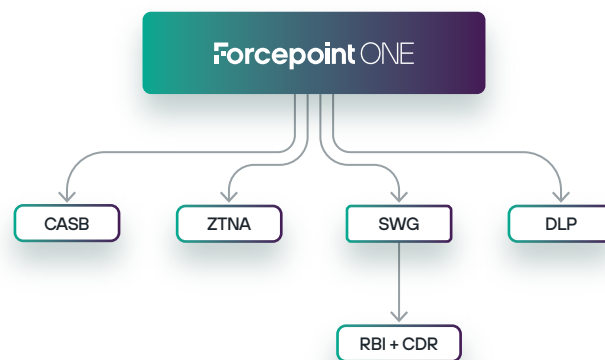 Forcepoint ONE
CASB
ZTNA
SWG
DLP
RBI + CDR